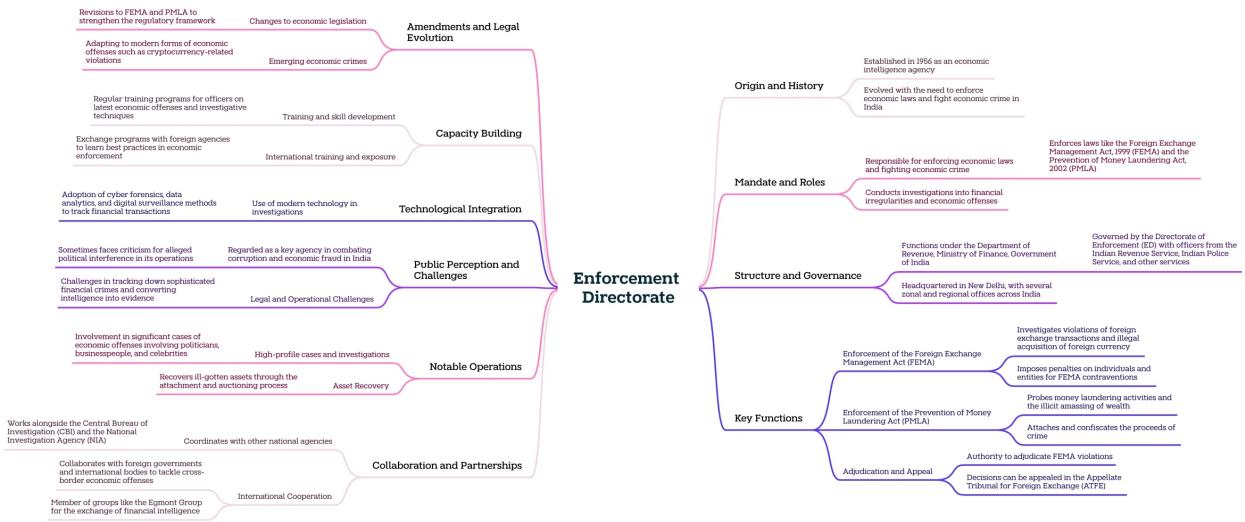 Enforcement
Directorate
Origin and History
Established in 1956 as an economic
intelligence agency
Evolved with the need to enforce
economic laws and fight economic crime in
India
Mandate and Roles
Responsible for enforcing economic laws
and fighting economic crime
Enforces laws like the Foreign Exchange
Management Act, 1999 (FEMA) and the
Prevention of Money Laundering Act,
2002 (PMLA)
Conducts investigations into financial
irregularities and economic offenses
Structure and Governance
Functions under the Department of
Revenue, Ministry of Finance, Government
of India
Governed by the Directorate of
Enforcement (ED) with officers from the
Indian Revenue Service, Indian Police
Service, and other services
Headquartered in New Delhi, with several
zonal and regional offices across India
Key Functions
Enforcement of the Foreign Exchange
Management Act (FEMA)
Investigates violations of foreign
exchange transactions and illegal
acquisition of foreign currency
Imposes penalties on individuals and
entities for FEMA contraventions
Enforcement of the Prevention of Money
Laundering Act (PMLA)
Probes money laundering activities and
the illicit amassing of wealth
Attaches and confiscates the proceeds of
crime
Adjudication and Appeal
Authority to adjudicate FEMA violations
Decisions can be appealed in the Appellate
Tribunal for Foreign Exchange (ATFE)
Amendments and Legal
Evolution
Changes to economic legislation
Revisions to FEMA and PMLA to
strengthen the regulatory framework
Emerging economic crimes
Adapting to modern forms of economic
offenses such as cryptocurrency-related
violations
Capacity Building
Training and skill development
Regular training programs for officers on
latest economic offenses and investigative
techniques
International training and exposure
Exchange programs with foreign agencies
to learn best practices in economic
enforcement
Technological Integration
Use of modern technology in
investigations
Adoption of cyber forensics, data
analytics, and digital surveillance methods
to track financial transactions
Public Perception and
Challenges
Regarded as a key agency in combating
corruption and economic fraud in India
Sometimes faces criticism for alleged
political interference in its operations
Legal and Operational Challenges
Challenges in tracking down sophisticated
financial crimes and converting
intelligence into evidence
Notable Operations
High-profile cases and investigations
Involvement in significant cases of
economic offenses involving politicians,
businesspeople, and celebrities
Asset Recovery
Recovers ill-gotten assets through the
attachment and auctioning process
Collaboration and Partnerships
Coordinates with other national agencies
Works alongside the Central Bureau of
Investigation (CBI) and the National
Investigation Agency (NIA)
International Cooperation
Collaborates with foreign governments
and international bodies to tackle cross-
border economic offenses
Member of groups like the Egmont Group
for the exchange of financial intelligence